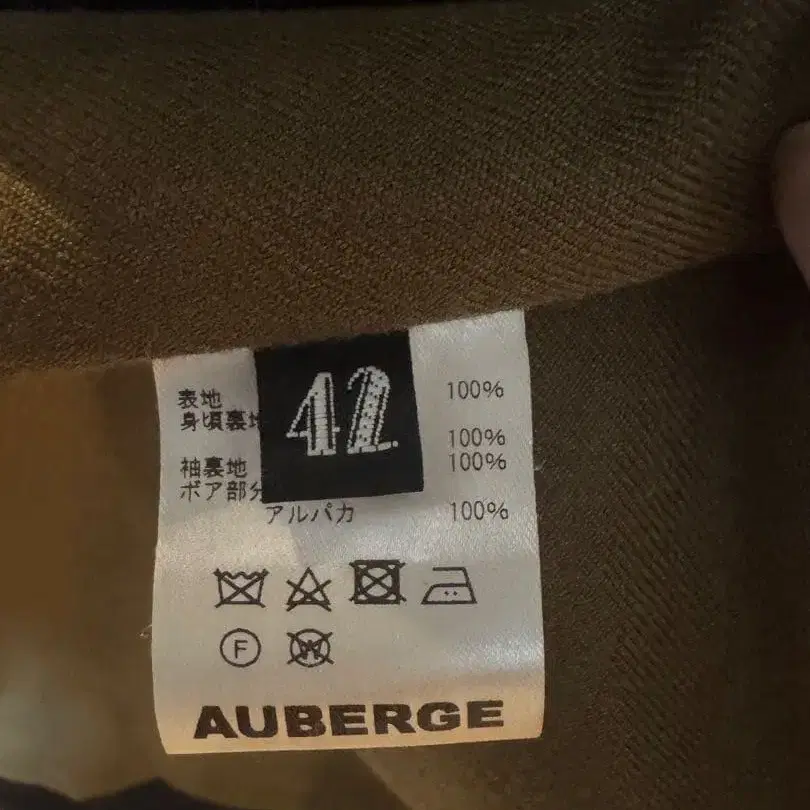 42
表地 100%
身頃裏地
100%
袖裏地 100%
ボア部分
アルパカ 100%
F
W
AUBERGE